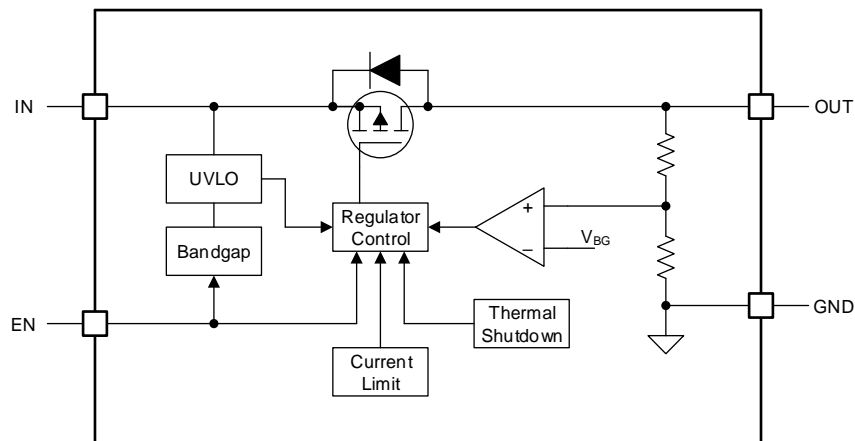 IN
OUT
UVLO
Regulator
Control
+
−
V_BG
Bandgap
EN
GND
Thermal
Shutdown
Current
Limit